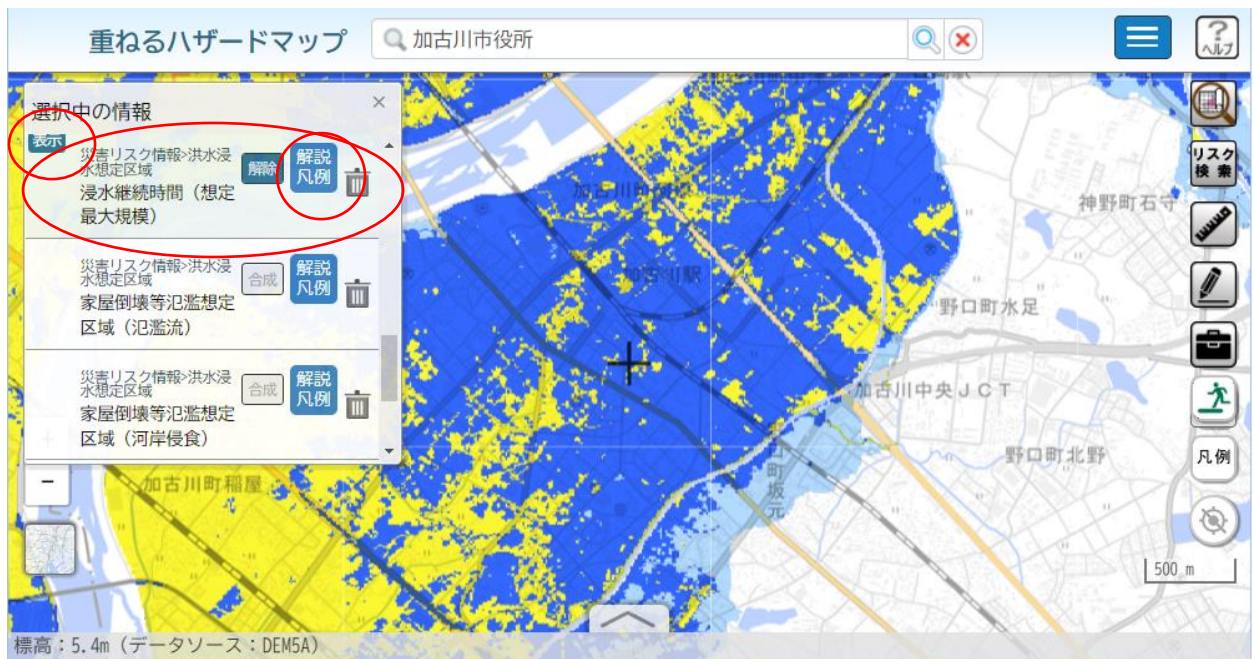 重ねるハザードマップ
加古川市役所
?
ヘルプ
選択中の情報
×
表示
災害リスク情報>洪水浸
水想定区域
浸水継続時間（想定
最大規模）
解除
解説
凡例
災害リスク情報>洪水浸
水想定区域
家屋倒壊等氾濫想定
区域（氾濫流）
合成
解説
凡例
災害リスク情報>洪水浸
水想定区域
家屋倒壊等氾濫想定
区域（河岸侵食）
合成
解説
凡例
リスク
検索
神野町石守
加古川駅
野口町水足
加古川中央JCT
野口町北野
凡例
加古川町稲屋
町坂元
500 m
標高：5.4m（データソース：DEM5A）